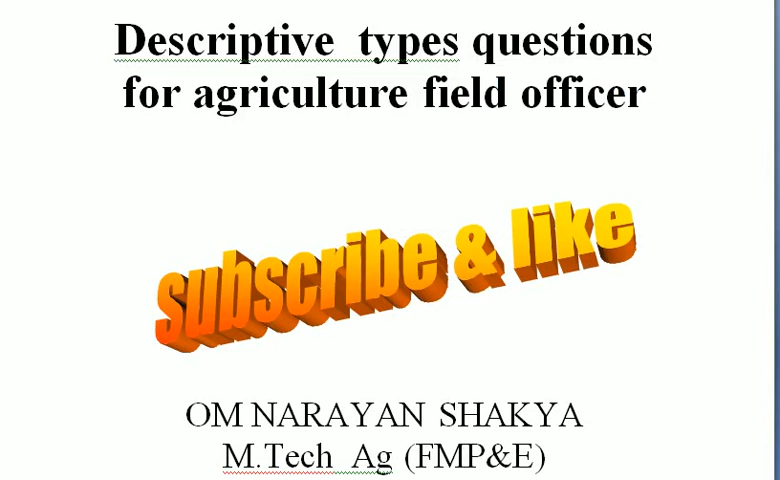 Descriptive types questions
for agriculture field officer
subscribe & like
OM NARAYAN SHAKYA
M.Tech Ag (FMP&E)